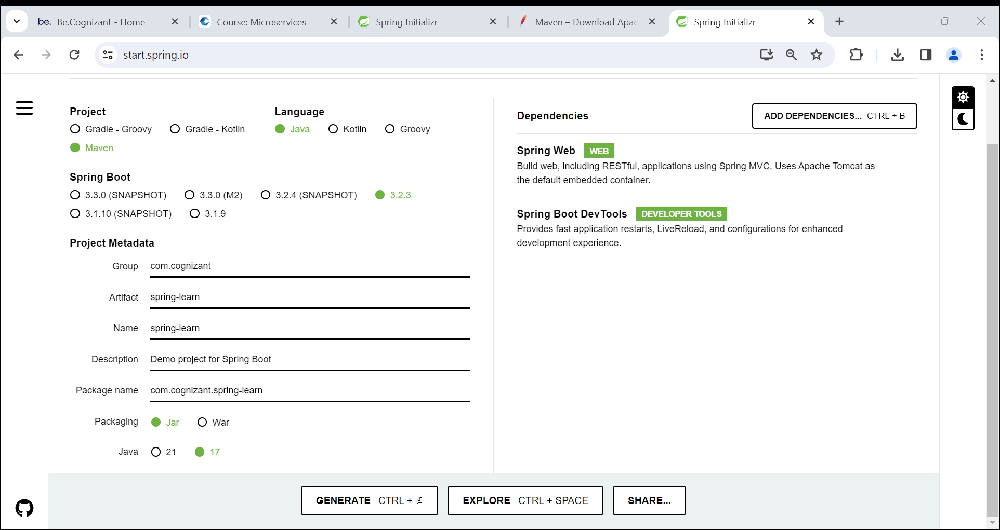 be. Be.Cognizant - Home
Course: Microservices
Spring Initializr
Maven – Download Apac
Spring Initializr
start.spring.io
Project
Gradle - Groovy Gradle - Kotlin
Maven
Language
Java Kotlin Groovy
Spring Boot
3.3.0 (SNAPSHOT) 3.3.0 (M2) 3.2.4 (SNAPSHOT) 3.2.3
3.1.10 (SNAPSHOT) 3.1.9
Project Metadata
Group com.cognizant
Artifact spring-learn
Name spring-learn
Description Demo project for Spring Boot
Package name com.cognizant.spring-learn
Packaging Jar War
Java 21 17
Dependencies ADD DEPENDENCIES... CTRL + B
Spring Web WEB
Build web, including RESTful, applications using Spring MVC. Uses Apache Tomcat as
the default embedded container.
Spring Boot DevTools DEVELOPER TOOLS
Provides fast application restarts, LiveReload, and configurations for enhanced
development experience.
GENERATE CTRL + ⏎
EXPLORE CTRL + SPACE
SHARE...